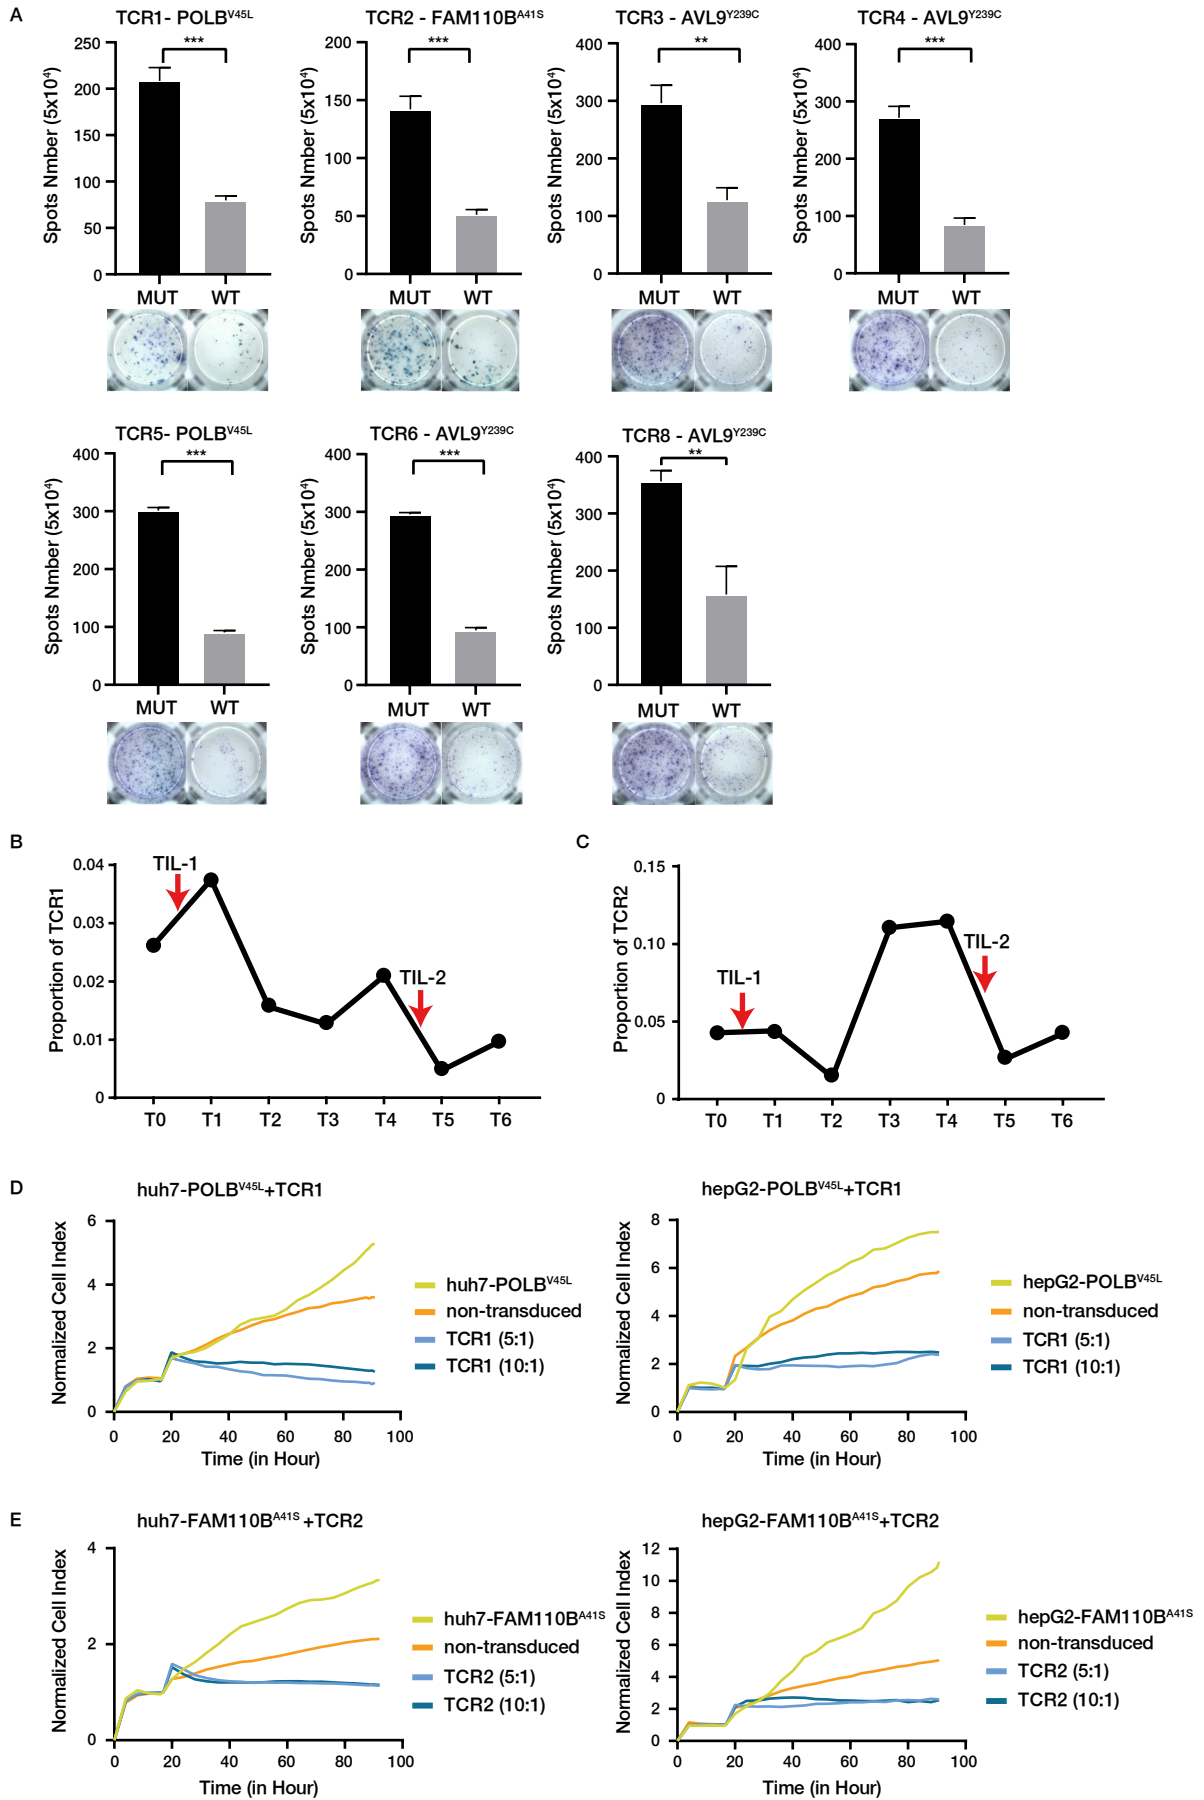 A
TCR1- POLBV45L
TCR2 - FAM110BA41S
TCR3 - AVL9Y239C
TCR4 - AVL9Y239C
Spots Nmber (5x104)
250
200
150
100
50
0
***
MUT WT
Spots Nmber (5x104)
200
150
100
50
0
***
MUT WT
Spots Nmber (5x104)
400
300
200
100
0
**
MUT WT
Spots Nmber (5x104)
400
300
200
100
0
***
MUT WT
TCR5- POLBV45L
TCR6 - AVL9Y239C
TCR8 - AVL9Y239C
Spots Nmber (5x104)
400
300
200
100
0
***
MUT WT
Spots Nmber (5x104)
400
300
200
100
0
***
MUT WT
Spots Nmber (5x104)
400
300
200
100
0
**
MUT WT
B
Proportion of TCR1
0.04
0.03
0.02
0.01
0
TIL-1
TIL-2
T0 T1 T2 T3 T4 T5 T6
C
Proportion of TCR2
0.15
0.10
0.05
0
TIL-1
TIL-2
T0 T1 T2 T3 T4 T5 T6
D
huh7-POLBV45L+TCR1
Normalized Cell Index
6
4
2
0
0 20 40 60 80 100
Time (in Hour)
huh7-POLBV45L
non-transduced
TCR1 (5:1)
TCR1 (10:1)
hepG2-POLBV45L+TCR1
Normalized Cell Index
8
6
4
2
0
0 20 40 60 80 100
Time (in Hour)
hepG2-POLBV45L
non-transduced
TCR1 (5:1)
TCR1 (10:1)
E
huh7-FAM110BA41S +TCR2
Normalized Cell Index
4
2
0
0 20 40 60 80 100
Time (in Hour)
huh7-FAM110BA41S
non-transduced
TCR2 (5:1)
TCR2 (10:1)
hepG2-FAM110BA41S+TCR2
Normalized Cell Index
12
10
8
6
4
2
0
0 20 40 60 80 100
Time (in Hour)
hepG2-FAM110BA41S
non-transduced
TCR2 (5:1)
TCR2 (10:1)